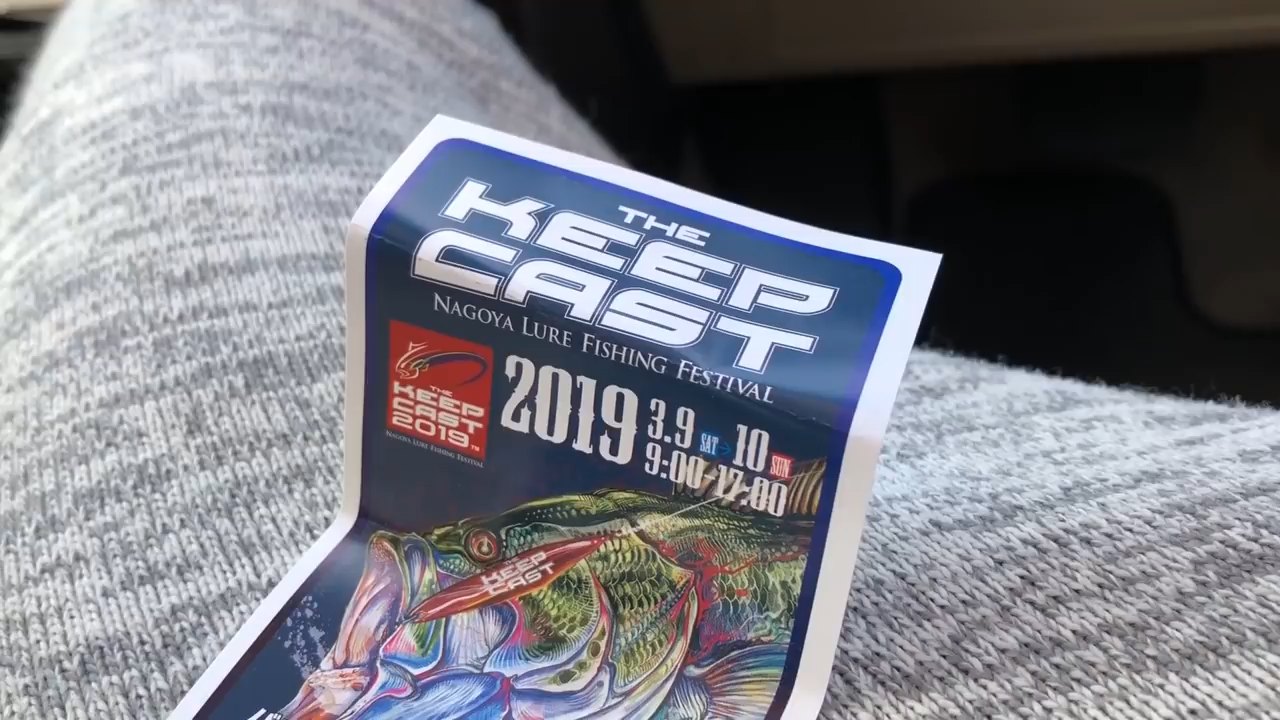 THE
KEEP
CAST
NAGOYA LURE FISHING FESTIVAL
THE
KEEP
CAST
2019
NAGOYA LURE FISHING FESTIVAL
2019 3.9 SAT 10 SUN
9:00-17:00
KEEP
CAST